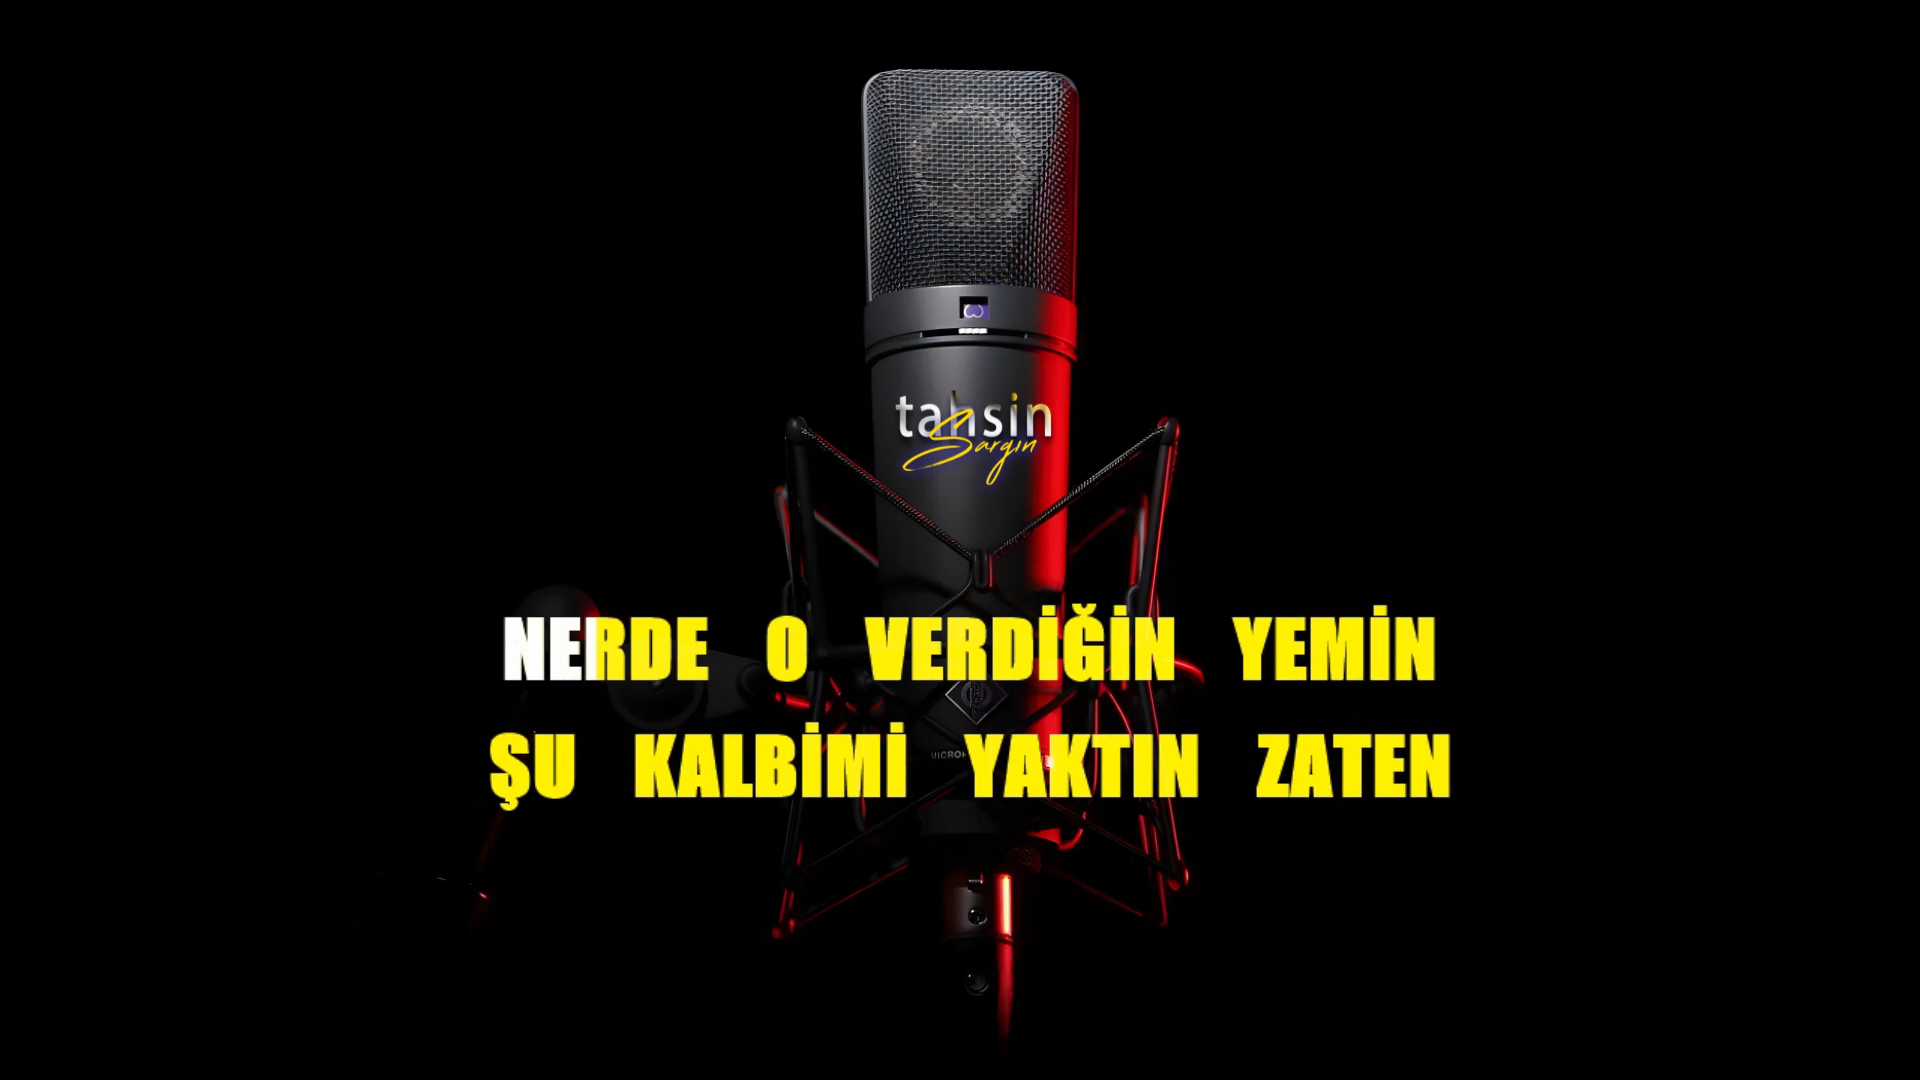 tahsin
Sargın
NERDE O VERDİĞİN YEMİN
ŞU KALBİMİ YAKTIN ZATEN